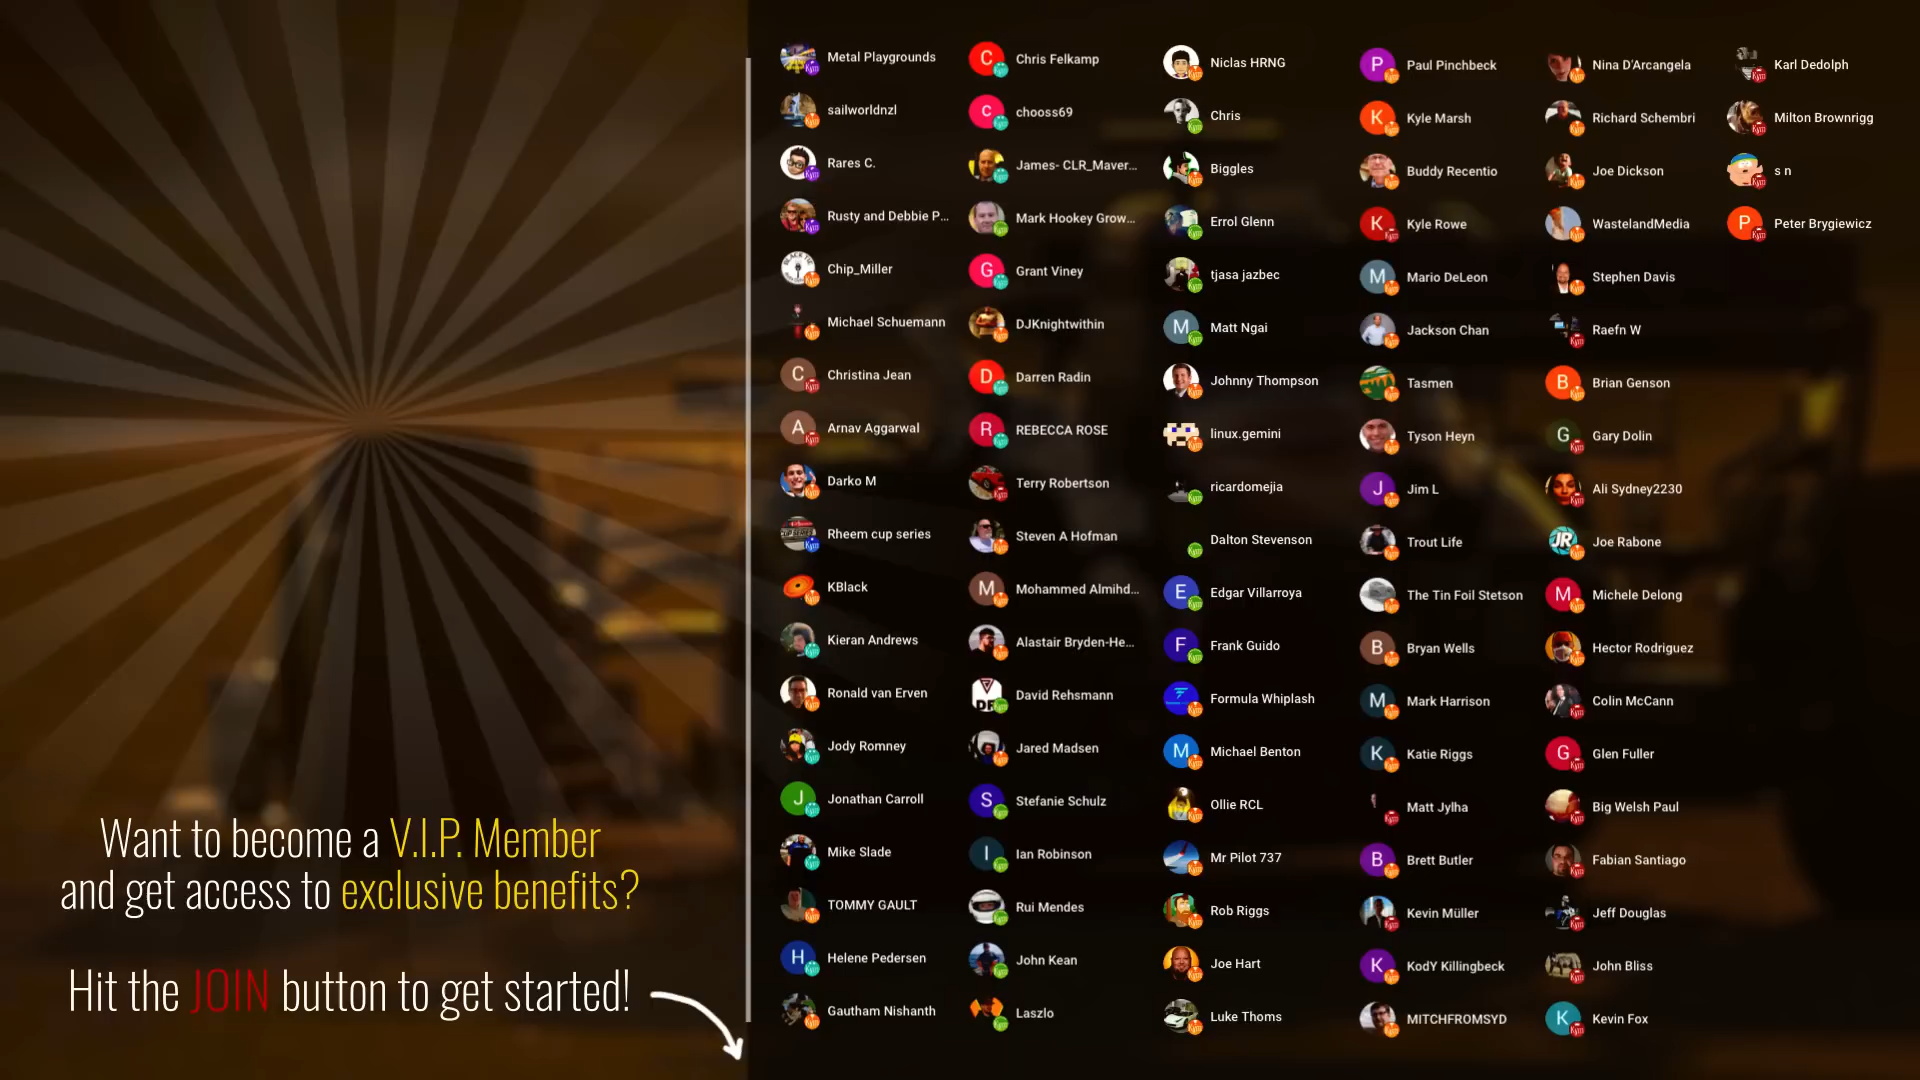 Metal Playgrounds
sailworldnzl
Rares C.
Rusty and Debbie P...
Chip_Miller
Michael Schuemann
Christina Jean
Arnav Aggarwal
Darko M
Rheem cup series
KBlack
Kieran Andrews
Ronald van Erven
Jody Romney
Jonathan Carroll
Mike Slade
TOMMY GAULT
Helene Pedersen
Gautham Nishanth
Chris Felkamp
chooss69
James- CLR_Maver...
Mark Hookey Grow...
Grant Viney
DJKnightwithin
Darren Radin
REBECCA ROSE
Terry Robertson
Steven A Hofman
Mohammed Almihd...
Alastair Bryden-He...
David Rehsmann
Jared Madsen
Stefanie Schulz
Ian Robinson
Rui Mendes
John Kean
Laszlo
Niclas HRNG
Chris
Biggles
Errol Glenn
tjasa jazbec
Matt Ngai
Johnny Thompson
linux.gemini
ricardomejia
Dalton Stevenson
Edgar Villarroya
Frank Guido
Formula Whiplash
Michael Benton
Ollie RCL
Mr Pilot 737
Rob Riggs
Joe Hart
Luke Thoms
Paul Pinchbeck
Kyle Marsh
Buddy Recentio
Kyle Rowe
Mario DeLeon
Jackson Chan
Tasmen
Tyson Heyn
Jim L
Trout Life
The Tin Foil Stetson
Bryan Wells
Mark Harrison
Katie Riggs
Matt Jylha
Brett Butler
Kevin Müller
KodY Killingbeck
MITCHFROMSYD
Nina D'Arcangela
Richard Schembri
Joe Dickson
WastelandMedia
Stephen Davis
Raefn W
Brian Genson
Gary Dolin
Ali Sydney2230
Joe Rabone
Michele Delong
Hector Rodriguez
Colin McCann
Glen Fuller
Big Welsh Paul
Fabian Santiago
Jeff Douglas
John Bliss
Kevin Fox
Karl Dedolph
Milton Brownrigg
s n
Peter Brygiewicz
Want to become a V.I.P. Member
and get access to exclusive benefits?
Hit the JOIN button to get started!